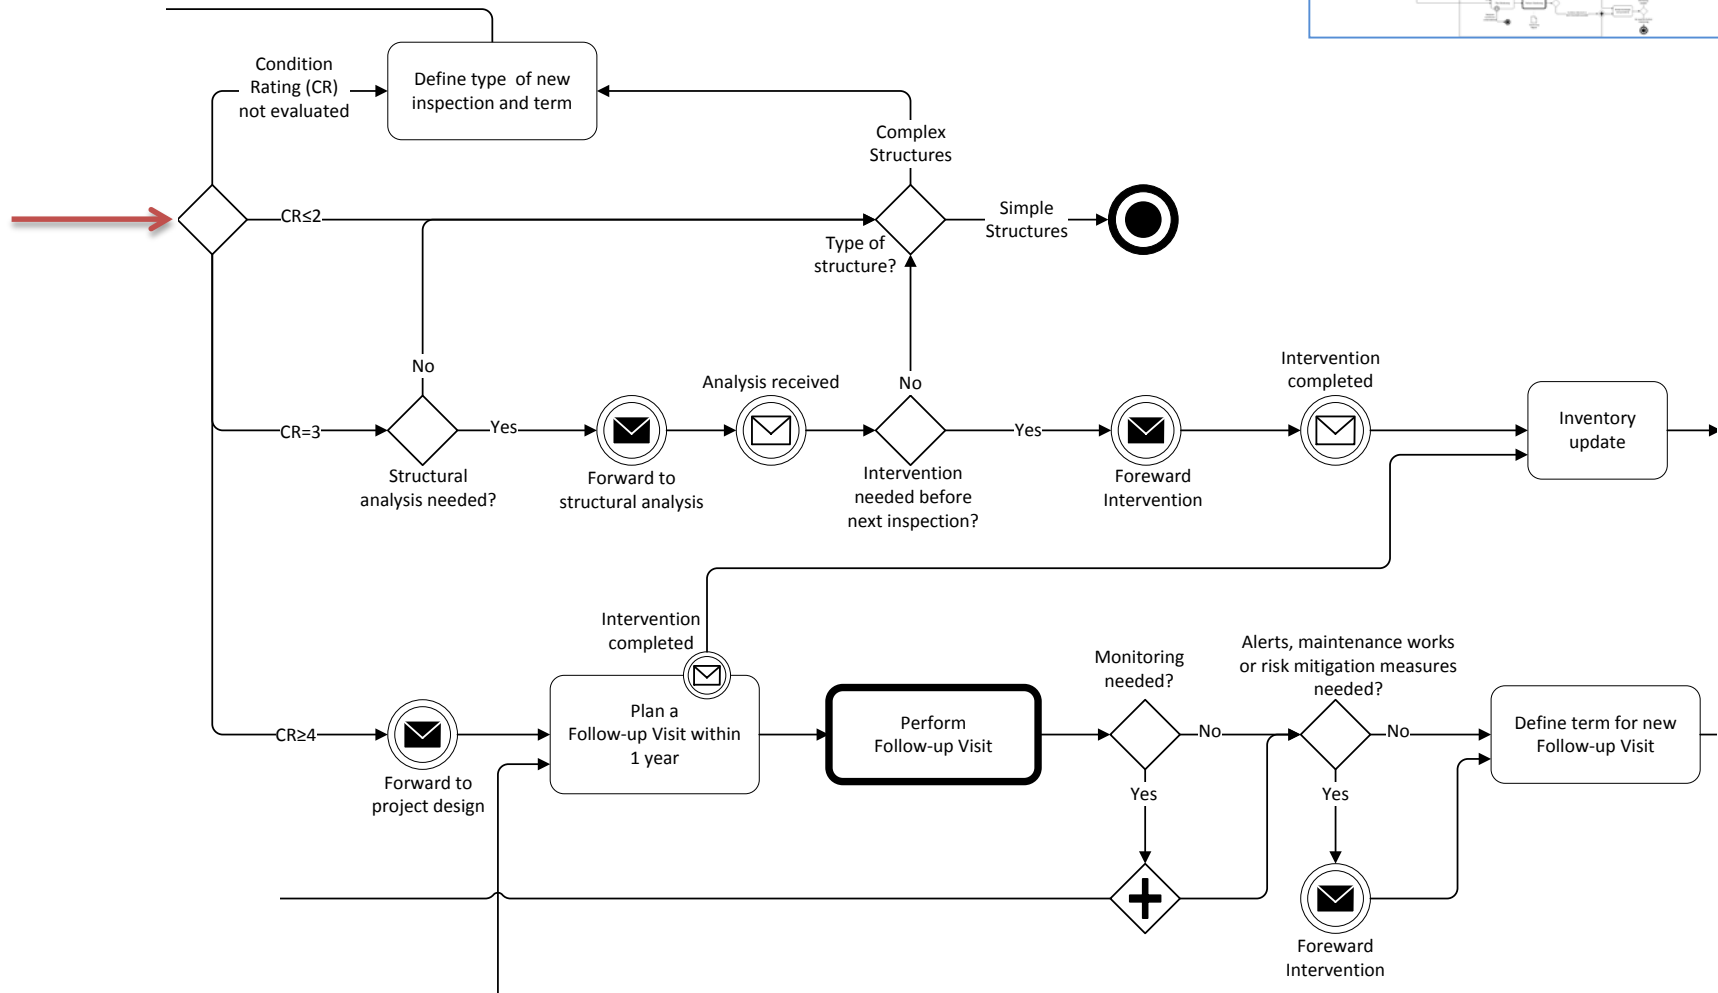 Condition
Rating (CR)
not evaluated
Define type of new
inspection and term
Complex
Structures
CR≤2
Simple
Structures
Type of
structure?
No
Analysis received
No
Intervention
completed
CR=3
Yes
Yes
Inventory
update
Structural
analysis needed?
Forward to
structural analysis
Intervention
needed before
next inspection?
Foreward
Intervention
Intervention
completed
Monitoring
needed?
Alerts, maintenance works
or risk mitigation measures
needed?
CR≥4
Plan a
Follow-up Visit within
1 year
Perform
Follow-up Visit
No
No
Define term for new
Follow-up Visit
Forward to
project design
Yes
Yes
Foreward
Intervention